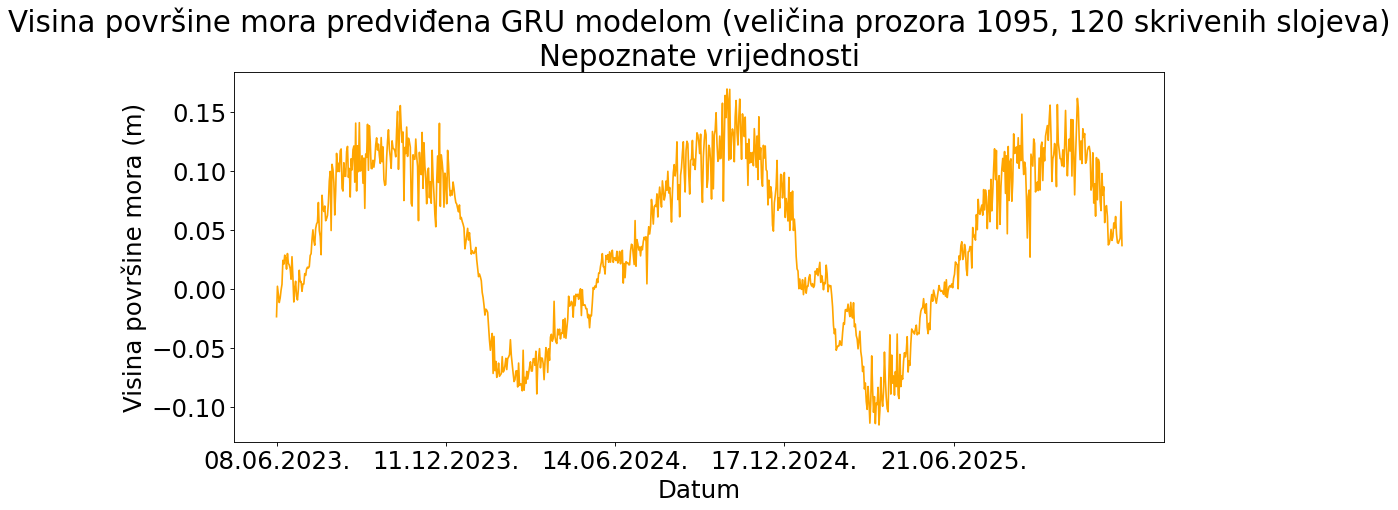 Visina površine mora predviđena GRU modelom (veličina prozora 1095, 120 skrivenih slojeva)
Nepoznate vrijednosti
Visina površine mora (m)
0.15
0.10
0.05
0.00
−0.05
−0.10
08.06.2023. 11.12.2023. 14.06.2024. 17.12.2024. 21.06.2025.
Datum